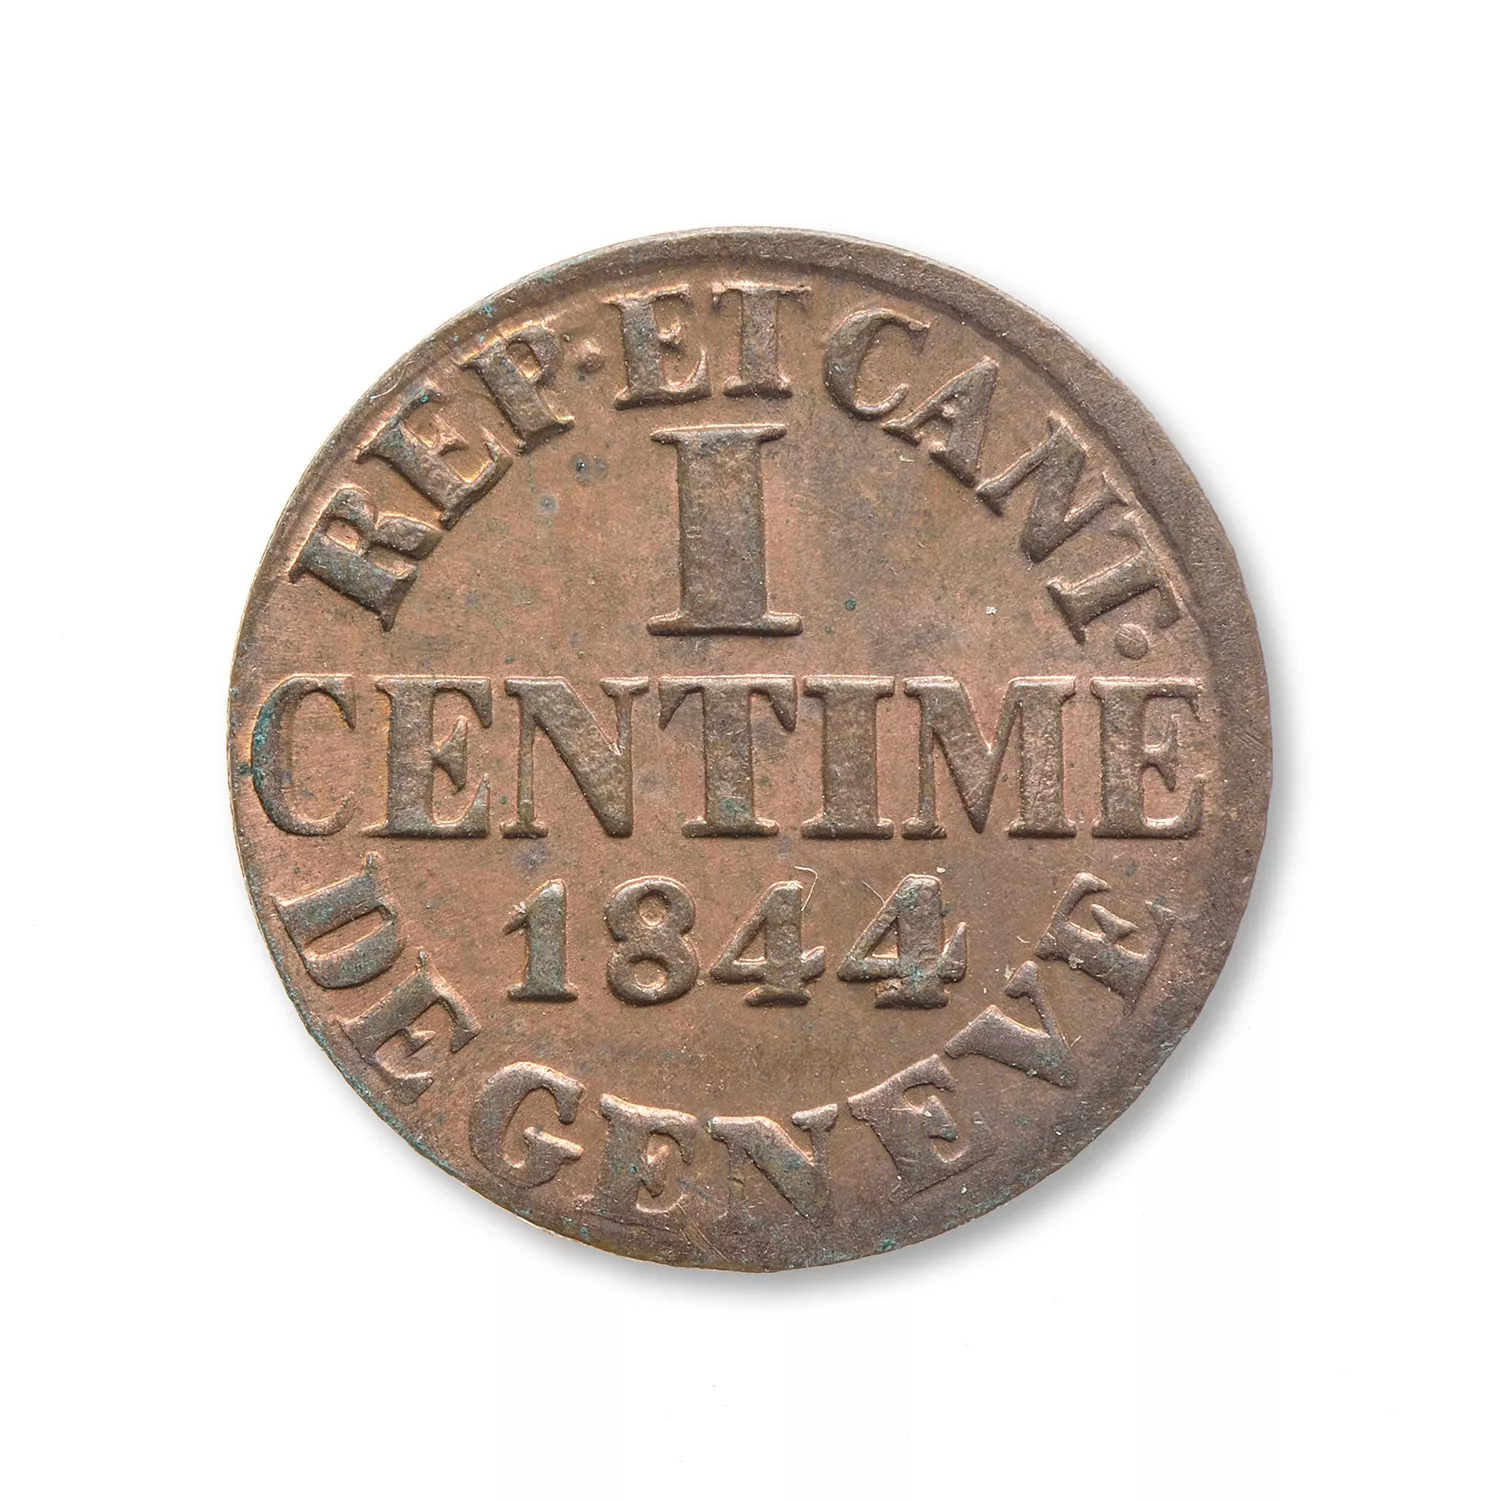 REP· ET CANT·
I
CENTIME
1844
DE GENEVE